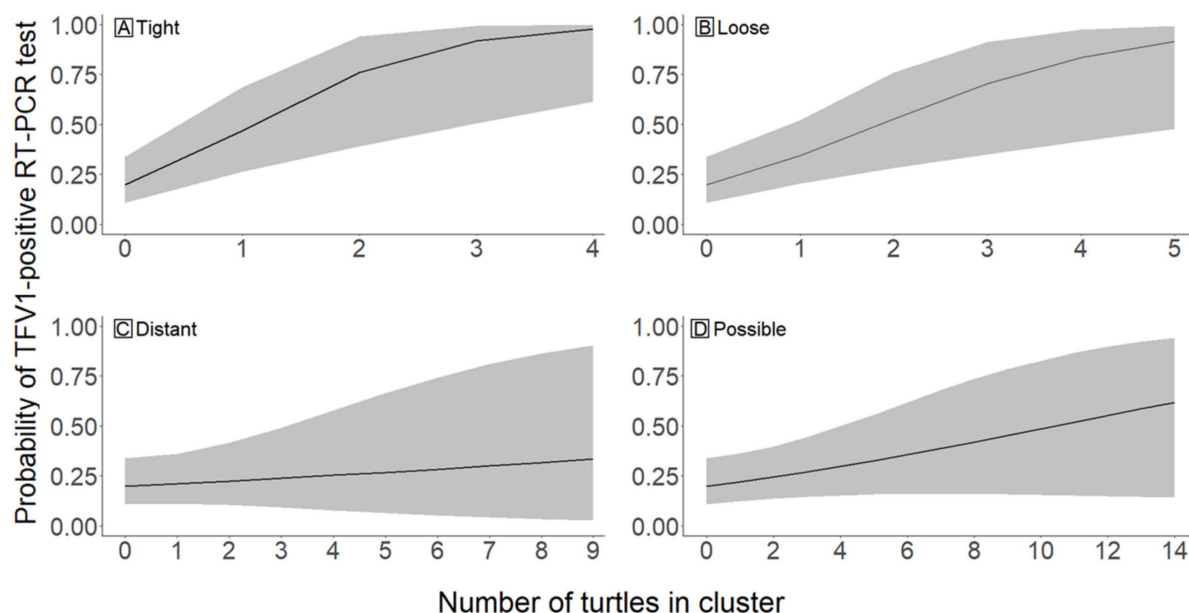 Probability of TFV1-positive RT-PCR test
A Tight
1.00
0.75
0.50
0.25
0.00
0 1 2 3 4
B Loose
1.00
0.75
0.50
0.25
0.00
0 1 2 3 4 5
C Distant
1.00
0.75
0.50
0.25
0.00
0 1 2 3 4 5 6 7 8 9
D Possible
1.00
0.75
0.50
0.25
0.00
0 2 4 6 8 10 12 14
Number of turtles in cluster